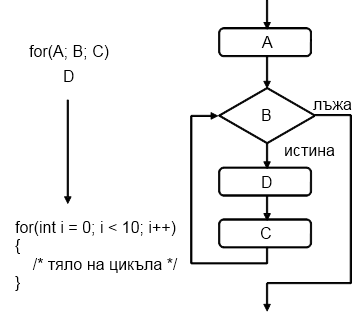 for(A; B; C)
D
for(int i = 0; i < 10; i++)
{
/* тяло на цикъла */
}
A
B
лъжа
истина
D
C